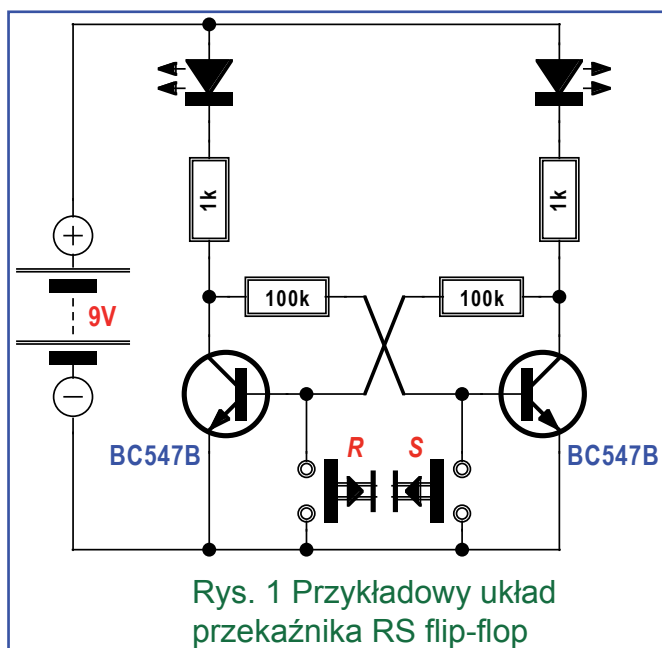 1k
1k
100k
100k
9V
BC547B
R
S
BC547B
Rys. 1 Przykładowy układ
przekaźnika RS flip-flop